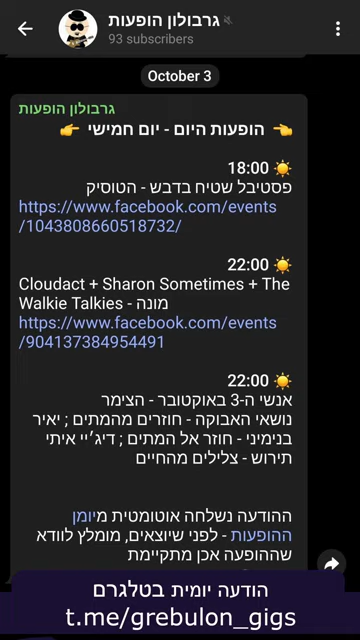 גרבולון הופעות
93 subscribers
October 3
גרבולון הופעות
הופעות היום - יום חמישי
18:00
פסטיבל שטיח בדבש - הטוסיק
https://www.facebook.com/events
/1043808660518732/
22:00
Cloudact + Sharon Sometimes + The
Walkie Talkies - מונה
https://www.facebook.com/events
/904137384954491
22:00
אנשי ה-3 באוקטובר - הצימר
נושאי האבוקה - חוזרים מהמתים ; יאיר
בנימיני - חוזר אל המתים ; דיג׳יי איתי
תירוש - צלילים מהחיים
ההודעה נשלחה אוטומטית מיומן
ההופעות - לפני שיוצאים, מומלץ לוודא
שההופעה אכן מתקיימת
הודעה יומית בטלגרם
t.me/grebulon_gigs